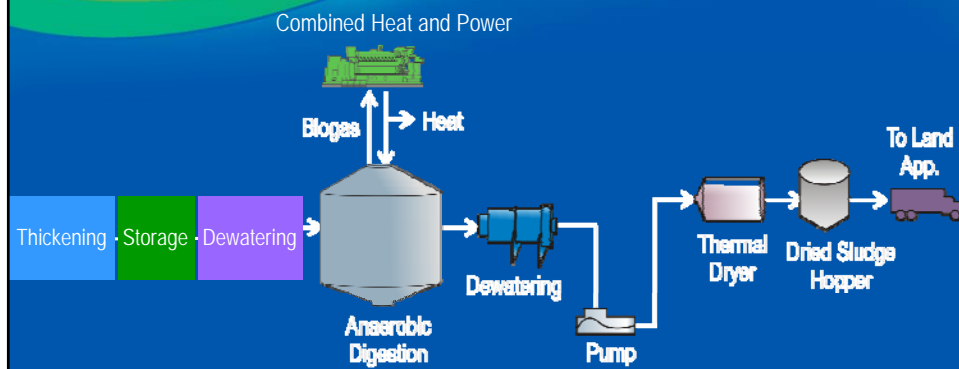 Combined Heat and Power
Biogas
Heat
To Land
App.
Thickening
Storage
Dewatering
Thermal
Dryer
Dried Sludge
Hopper
Dewatering
Anaerobic
Digestion
Pump